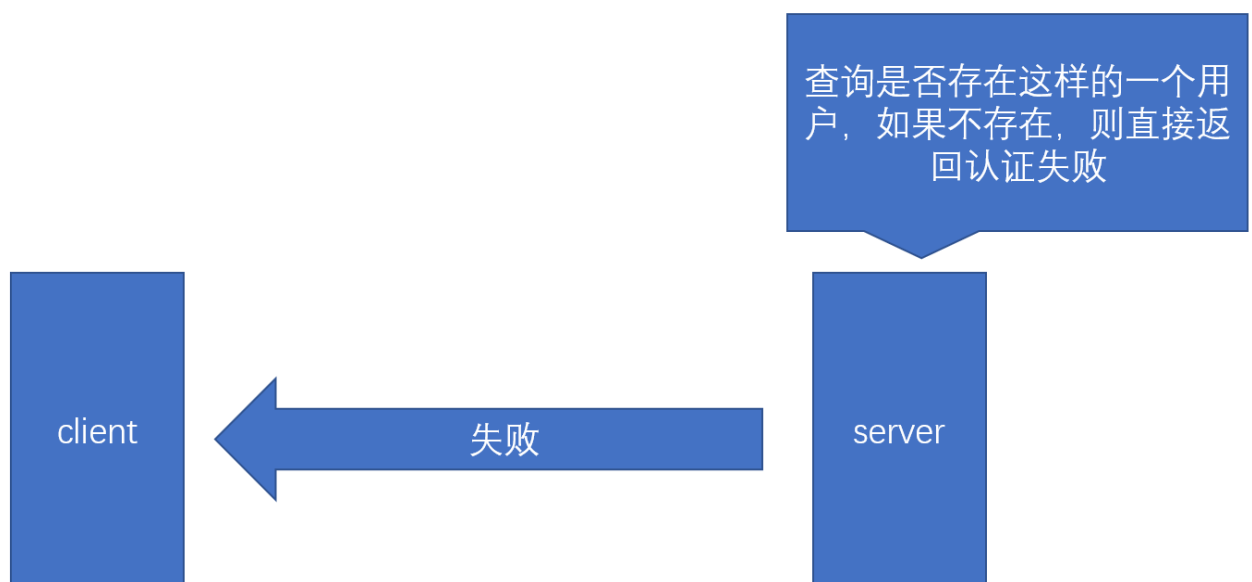 查询是否存在这样的一个用
户，如果不存在，则直接返
回认证失败
client
失败
server